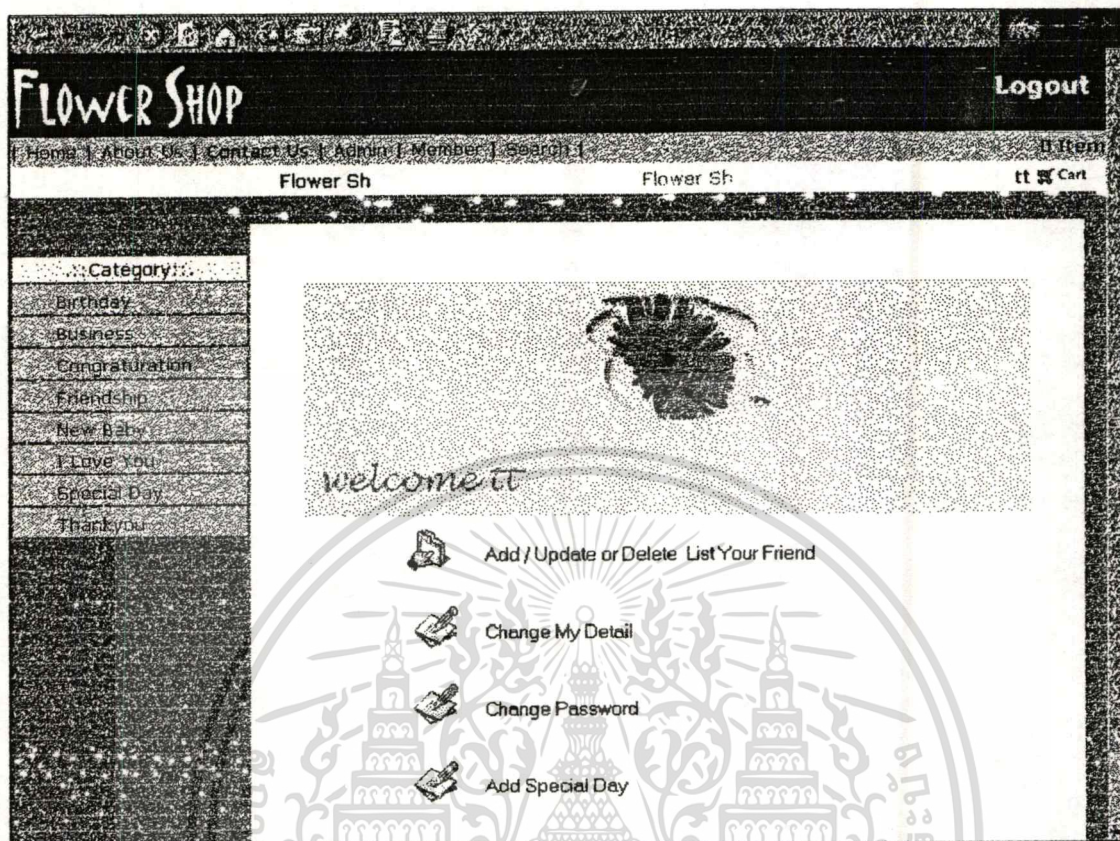 FLOWER SHOP
Logout
| Home | About Us | Contact Us | Admin | Member | Search |
0 Item
Flower Sh
Flower Sh
tt Cart
.::Category::.
Birthday
Business
Congraturation
Friendship
New Baby
I Love You
Special Day
Thankyou
welcome tt
Add / Update or Delete List Your Friend
Change My Detail
Change Password
Add Special Day